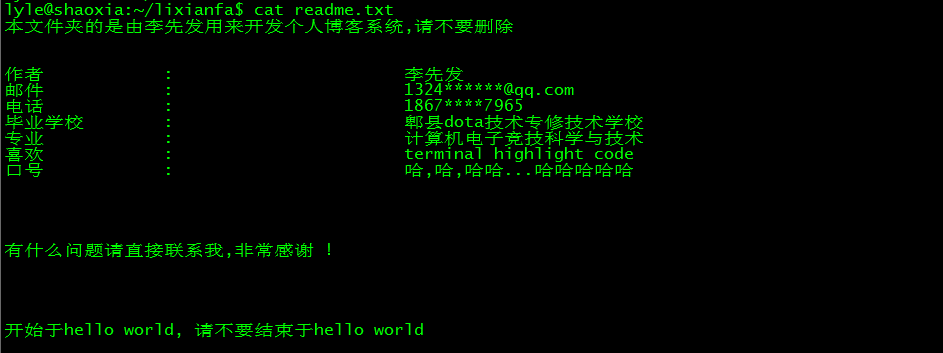 lyle@shaoxia:~/lixianfa$ cat readme.txt
本文件夹的是由李先发用来开发个人博客系统,请不要删除
作者 : 李先发
邮件 : 1324******@qq.com
电话 : 1867****7965
毕业学校 : 郫县dota技术专修技术学校
专业 : 计算机电子竞技科学与技术
喜欢 : terminal highlight code
口号 : 哈,哈,哈哈...哈哈哈哈哈
有什么问题请直接联系我,非常感谢 !
开始于hello world, 请不要结束于hello world